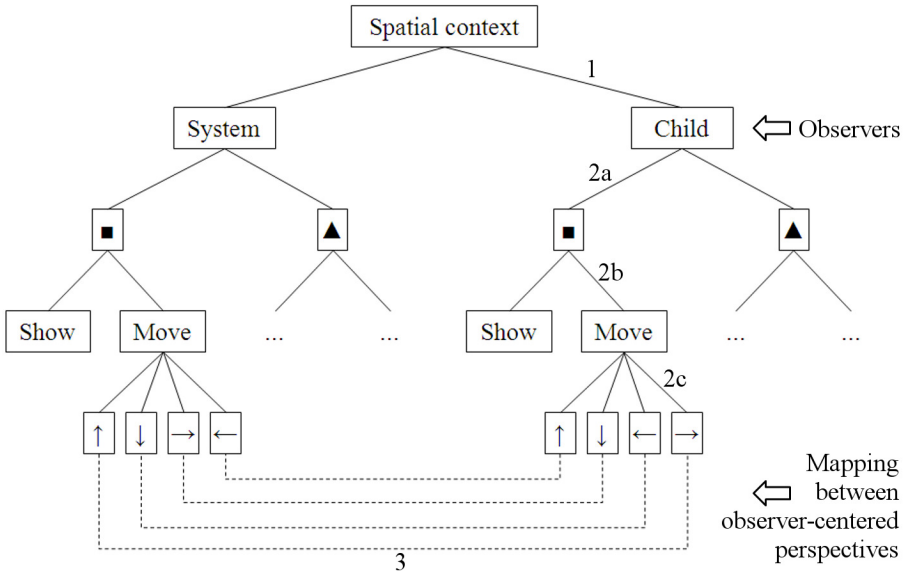 Spatial context
1
System
Child
Observers
2a
■
▲
■
▲
2b
Show
Move
...
...
Show
Move
...
...
2c
↑
↓
→
←
↑
↓
←
→
Mapping
between
observer-centered
perspectives
3